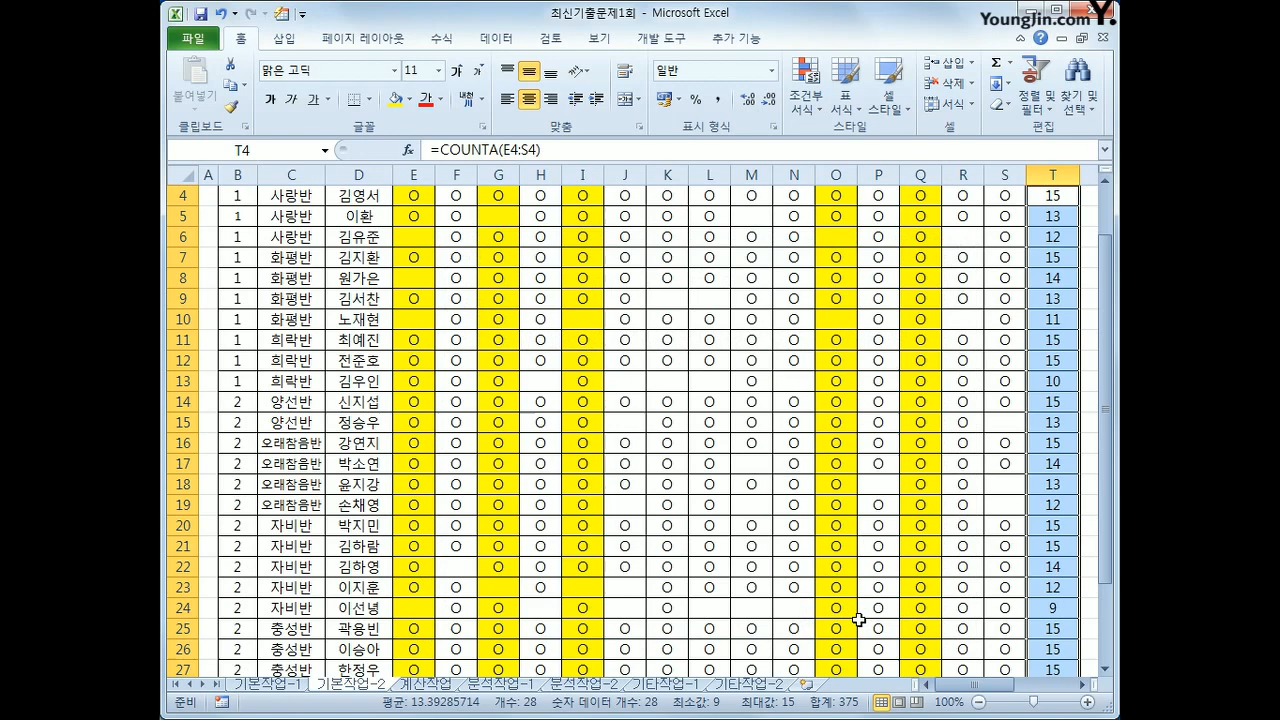 최신기출문제1회 - Microsoft Excel
YoungJin.com Y.
파일 홈 삽입 페이지 레이아웃 수식 데이터 검토 보기 개발 도구 추가 기능
붙여넣기 맑은 고딕 11 가 가 일반 조건부 서식 표 서식 셀 스타일 삽입 삭제 서식 Σ 정렬 및 필터 찾기 및 선택
가 가 가 가 내천 % ,
클립보드 글꼴 맞춤 표시 형식 스타일 셀 편집
T4 fx =COUNTA(E4:S4)
A B C D E F G H I J K L M N O P Q R S T
4 1 사랑반 김영서 O O O O O O O O O O O O O O O 15
5 1 사랑반 이환 O O O O O O O O O O O O O 13
6 1 사랑반 김유준 O O O O O O O O O O O O 12
7 1 화평반 김지환 O O O O O O O O O O O O O O O 15
8 1 화평반 원가은 O O O O O O O O O O O O O O 14
9 1 화평반 김서찬 O O O O O O O O O O O O O 13
10 1 화평반 노재현 O O O O O O O O O O O 11
11 1 희락반 최예진 O O O O O O O O O O O O O O O 15
12 1 희락반 전준호 O O O O O O O O O O O O O O O 15
13 1 희락반 김우인 O O O O O O O O O O 10
14 2 양선반 신지섭 O O O O O O O O O O O O O O O 15
15 2 양선반 정승우 O O O O O O O O O O O O O 13
16 2 오래참음반 강연지 O O O O O O O O O O O O O O O 15
17 2 오래참음반 박소연 O O O O O O O O O O O O O O 14
18 2 오래참음반 윤지강 O O O O O O O O O O O O O 13
19 2 오래참음반 손채영 O O O O O O O O O O O O 12
20 2 자비반 박지민 O O O O O O O O O O O O O O O 15
21 2 자비반 김하람 O O O O O O O O O O O O O O O 15
22 2 자비반 김하영 O O O O O O O O O O O O O O 14
23 2 자비반 이지훈 O O O O O O O O O O O O 12
24 2 자비반 이선녕 O O O O O O O O O 9
25 2 충성반 곽용빈 O O O O O O O O O O O O O O O 15
26 2 충성반 이승아 O O O O O O O O O O O O O O O 15
27 2 충성반 한정우 O O O O O O O O O O O O O O O 15
기본작업-1 기본작업-2 계산작업 분석작업-1 분석작업-2 기타작업-1 기타작업-2
준비 평균: 13.39285714 개수: 28 숫자 데이터 개수: 28 최소값: 9 최대값: 15 합계: 375 100%